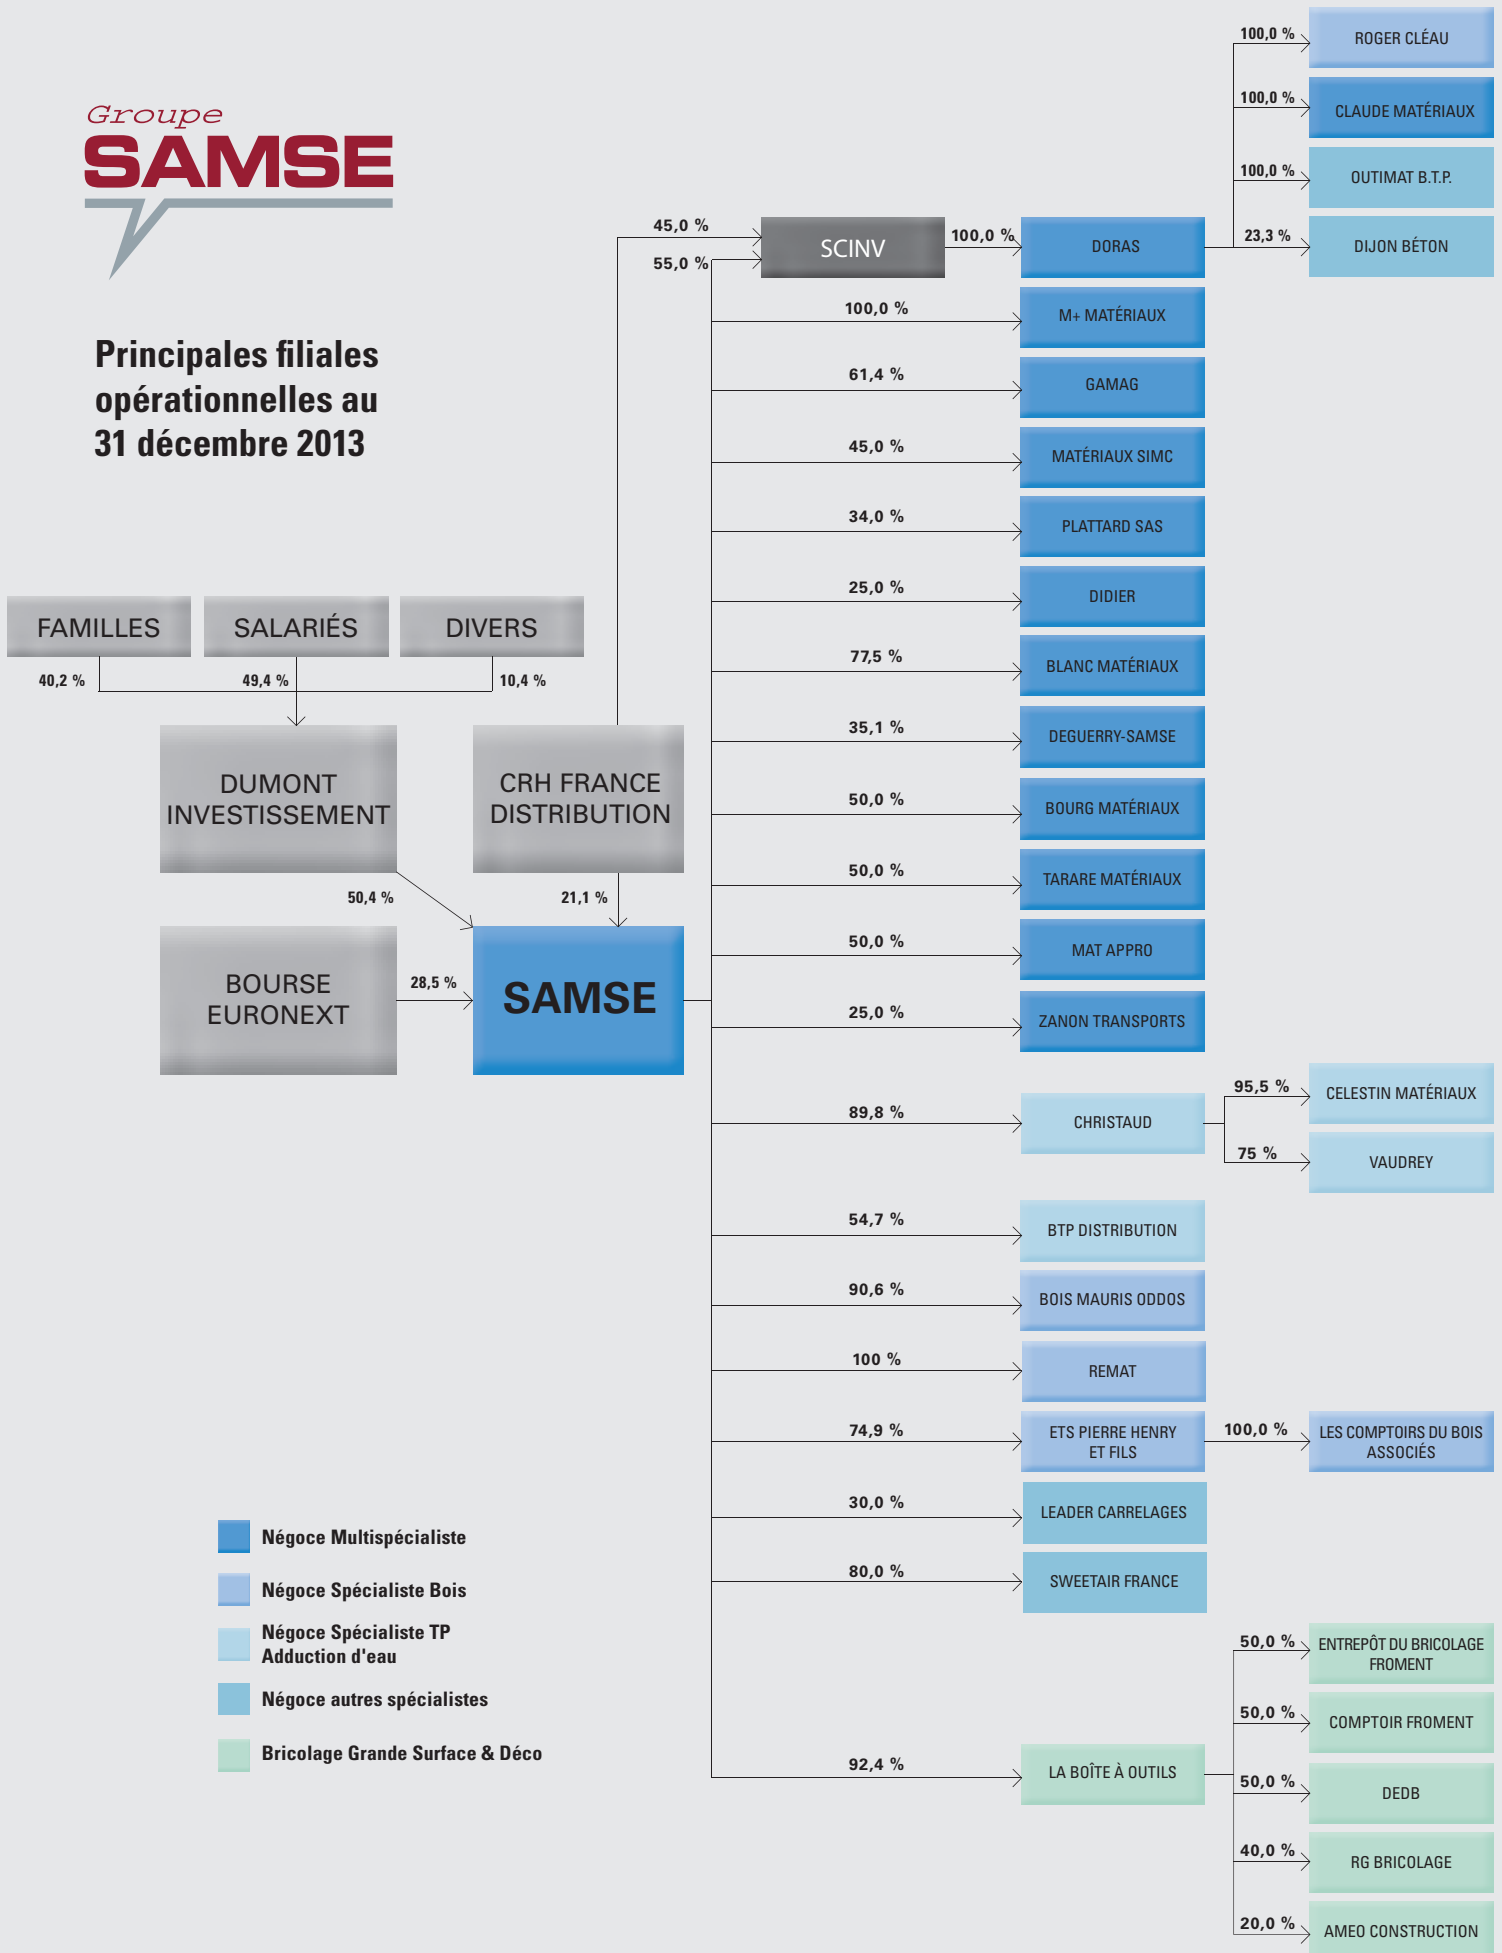 Groupe
SAMSE
Principales filiales
opérationnelles au
31 décembre 2013
FAMILLES
SALARIÉS
DIVERS
40,2 %
49,4 %
10,4 %
DUMONT
INVESTISSEMENT
CRH FRANCE
DISTRIBUTION
50,4 %
21,1 %
BOURSE
EURONEXT
28,5 %
SAMSE
45,0 %
55,0 %
SCINV
100,0 %
DORAS
100,0 %
ROGER CLÉAU
100,0 %
CLAUDE MATÉRIAUX
100,0 %
OUTIMAT B.T.P.
23,3 %
DIJON BÉTON
100,0 %
M+ MATÉRIAUX
61,4 %
GAMAG
45,0 %
MATÉRIAUX SIMC
34,0 %
PLATTARD SAS
25,0 %
DIDIER
77,5 %
BLANC MATÉRIAUX
35,1 %
DEGUERRY-SAMSE
50,0 %
BOURG MATÉRIAUX
50,0 %
TARARE MATÉRIAUX
50,0 %
MAT APPRO
25,0 %
ZANON TRANSPORTS
89,8 %
CHRISTAUD
95,5 %
CELESTIN MATÉRIAUX
75 %
VAUDREY
54,7 %
BTP DISTRIBUTION
90,6 %
BOIS MAURIS ODDOS
100 %
REMAT
74,9 %
ETS PIERRE HENRY
ET FILS
100,0 %
LES COMPTOIRS DU BOIS
ASSOCIÉS
30,0 %
LEADER CARRELAGES
80,0 %
SWEETAIR FRANCE
92,4 %
LA BOÎTE À OUTILS
50,0 %
ENTREPÔT DU BRICOLAGE
FROMENT
50,0 %
COMPTOIR FROMENT
50,0 %
DEDB
40,0 %
RG BRICOLAGE
20,0 %
AMEO CONSTRUCTION
Négoce Multispécialiste
Négoce Spécialiste Bois
Négoce Spécialiste TP
Adduction d'eau
Négoce autres spécialistes
Bricolage Grande Surface & Déco